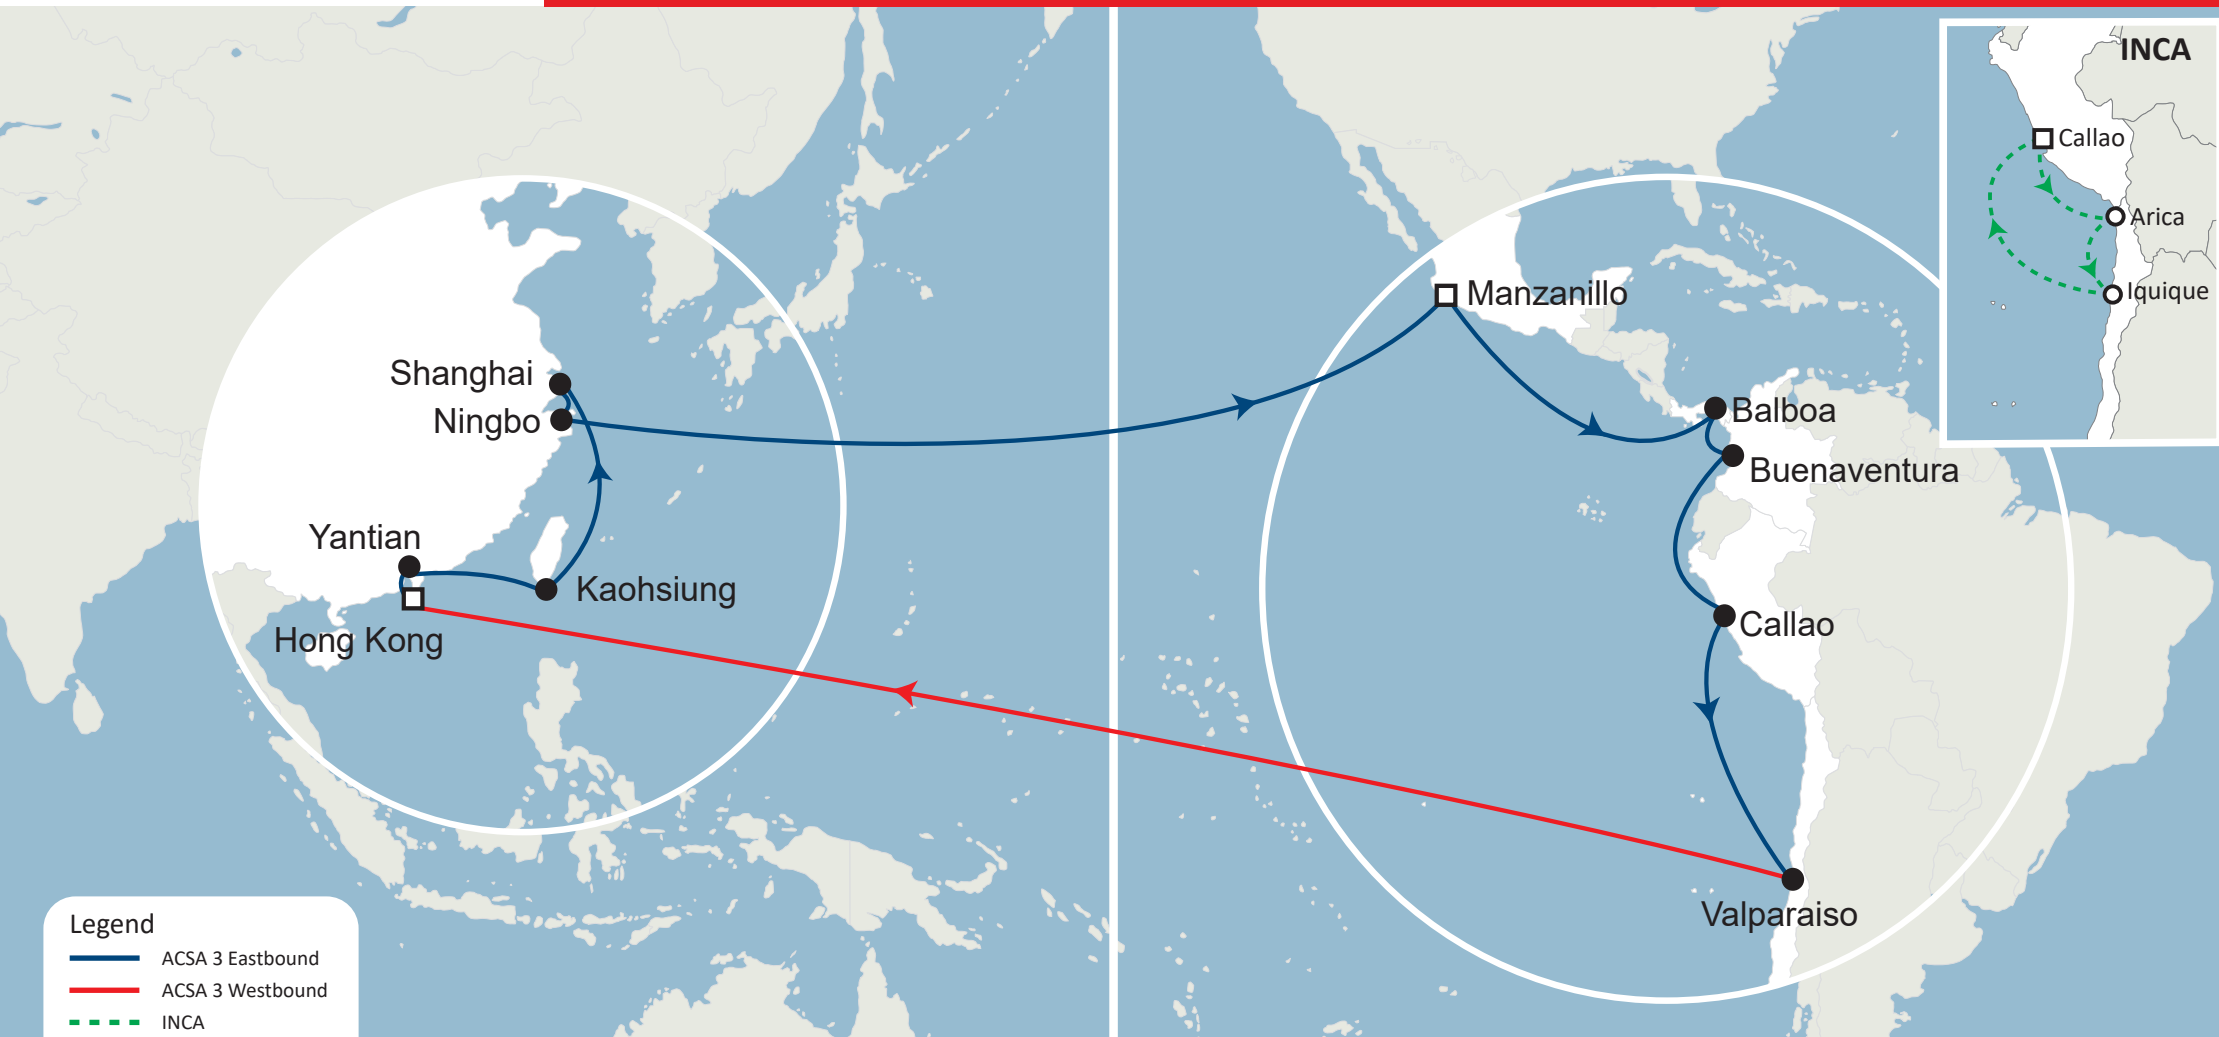 INCA
Callao
Arica
Iquique
Manzanillo
Shanghai
Ningbo
Balboa
Buenaventura
Yantian
Kaohsiung
Hong Kong
Callao
Valparaiso
Legend
ACSA 3 Eastbound
ACSA 3 Westbound
INCA